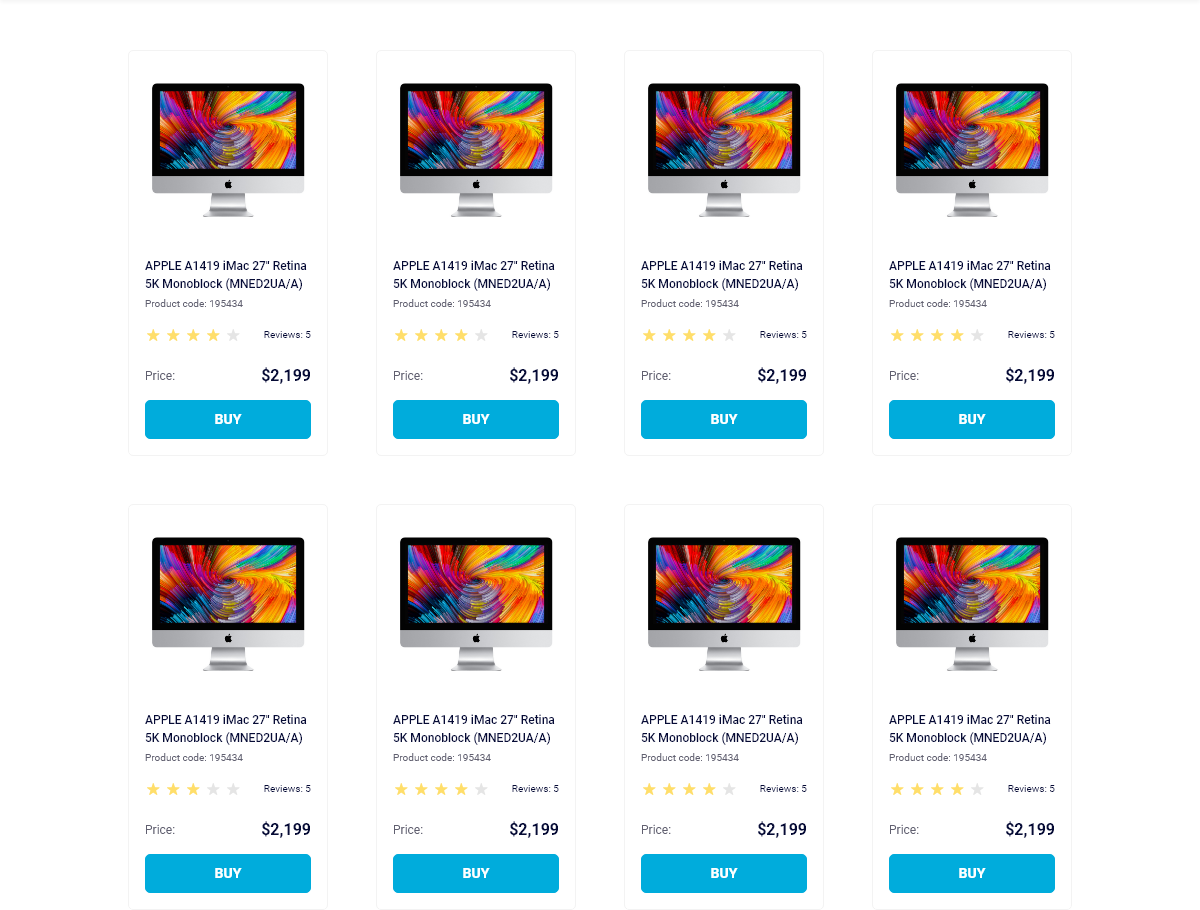 APPLE A1419 iMac 27" Retina
5K Monoblock (MNED2UA/A)
Product code: 195434
Reviews: 5
Price: $2,199
BUY
APPLE A1419 iMac 27" Retina
5K Monoblock (MNED2UA/A)
Product code: 195434
Reviews: 5
Price: $2,199
BUY
APPLE A1419 iMac 27" Retina
5K Monoblock (MNED2UA/A)
Product code: 195434
Reviews: 5
Price: $2,199
BUY
APPLE A1419 iMac 27" Retina
5K Monoblock (MNED2UA/A)
Product code: 195434
Reviews: 5
Price: $2,199
BUY
APPLE A1419 iMac 27" Retina
5K Monoblock (MNED2UA/A)
Product code: 195434
Reviews: 5
Price: $2,199
BUY
APPLE A1419 iMac 27" Retina
5K Monoblock (MNED2UA/A)
Product code: 195434
Reviews: 5
Price: $2,199
BUY
APPLE A1419 iMac 27" Retina
5K Monoblock (MNED2UA/A)
Product code: 195434
Reviews: 5
Price: $2,199
BUY
APPLE A1419 iMac 27" Retina
5K Monoblock (MNED2UA/A)
Product code: 195434
Reviews: 5
Price: $2,199
BUY